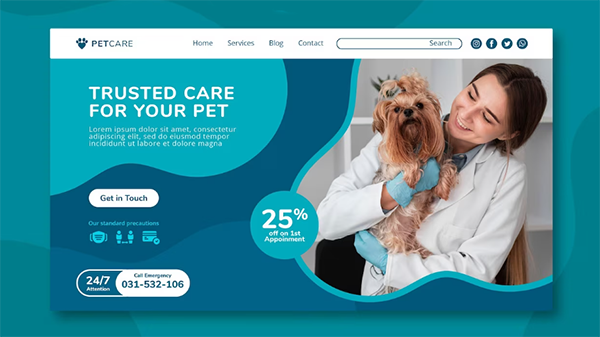 PETCARE
Home Services Blog Contact Search
TRUSTED CARE
FOR YOUR PET
Lorem ipsum dolor sit amet, consectetur
adipiscing elit, sed do eiusmod tempor
incididunt ut labore et dolore magna
Get in Touch
25%
off on 1st
Appoinment
Our standard precautions
24/7
Attention
Call Emergency
031-532-106